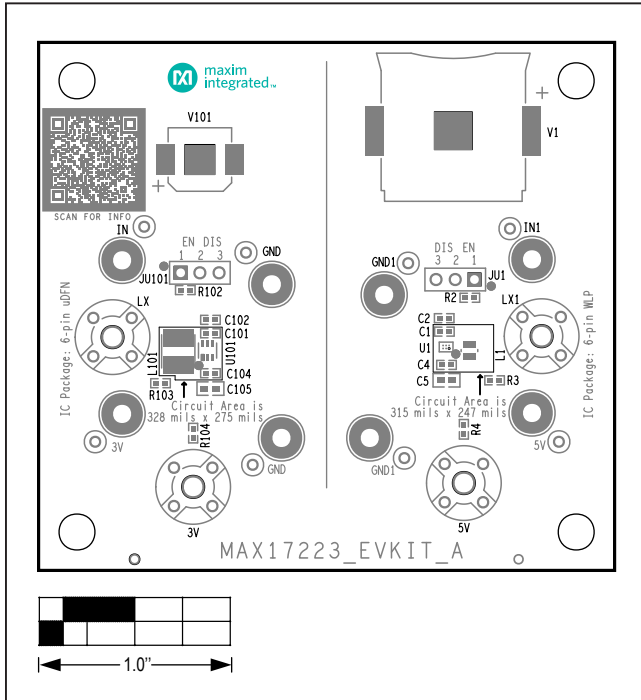 maxim
integrated™
V101
+
+
V1
SCAN FOR INFO
IN
EN DIS
1 2 3
GND
JU101
R102
LX
IC Package: 6-pin uDFN
C102
C101
L101
U101
C104
C105
R103
Circuit Area is
328 mils x 275 mils
3V
R104
GND
3V
IN1
GND1
DIS EN
3 2 1
JU1
R2
LX1
IC Package: 6-pin WLP
C2
C1
U1
L1
C4
C5
R3
Circuit Area is
315 mils x 247 mils
R4
5V
GND1
5V
MAX17223_EVKIT_A
1.0"